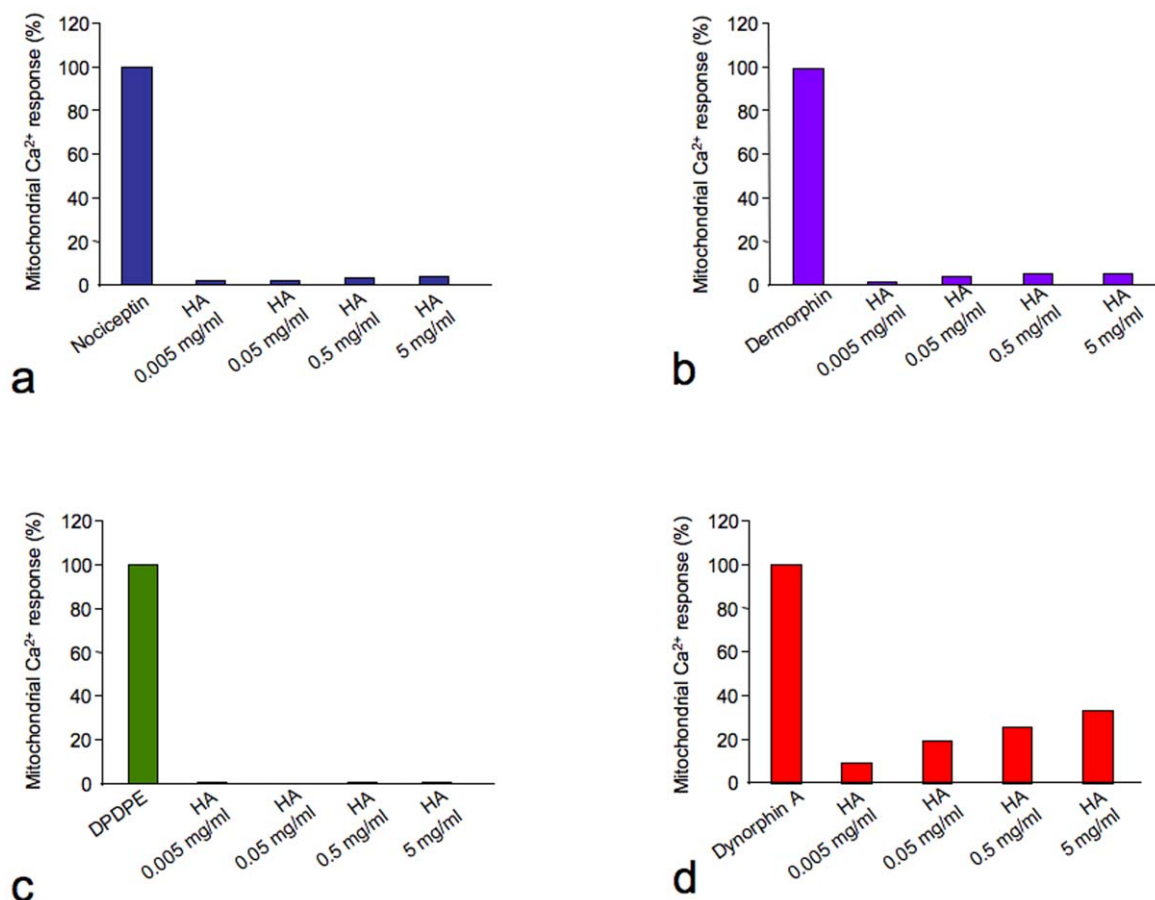 Mitochondrial Ca²⁺ response (%)
120
100
80
60
40
20
0
Nociceptin
HA
0.005 mg/ml
HA
0.05 mg/ml
HA
0.5 mg/ml
HA
5 mg/ml
a
Mitochondrial Ca²⁺ response (%)
120
100
80
60
40
20
0
Dermorphin
HA
0.005 mg/ml
HA
0.05 mg/ml
HA
0.5 mg/ml
HA
5 mg/ml
b
Mitochondrial Ca²⁺ response (%)
120
100
80
60
40
20
0
DPDPE
HA
0.005 mg/ml
HA
0.05 mg/ml
HA
0.5 mg/ml
HA
5 mg/ml
c
Mitochondrial Ca²⁺ response (%)
120
100
80
60
40
20
0
Dynorphin A
HA
0.005 mg/ml
HA
0.05 mg/ml
HA
0.5 mg/ml
HA
5 mg/ml
d